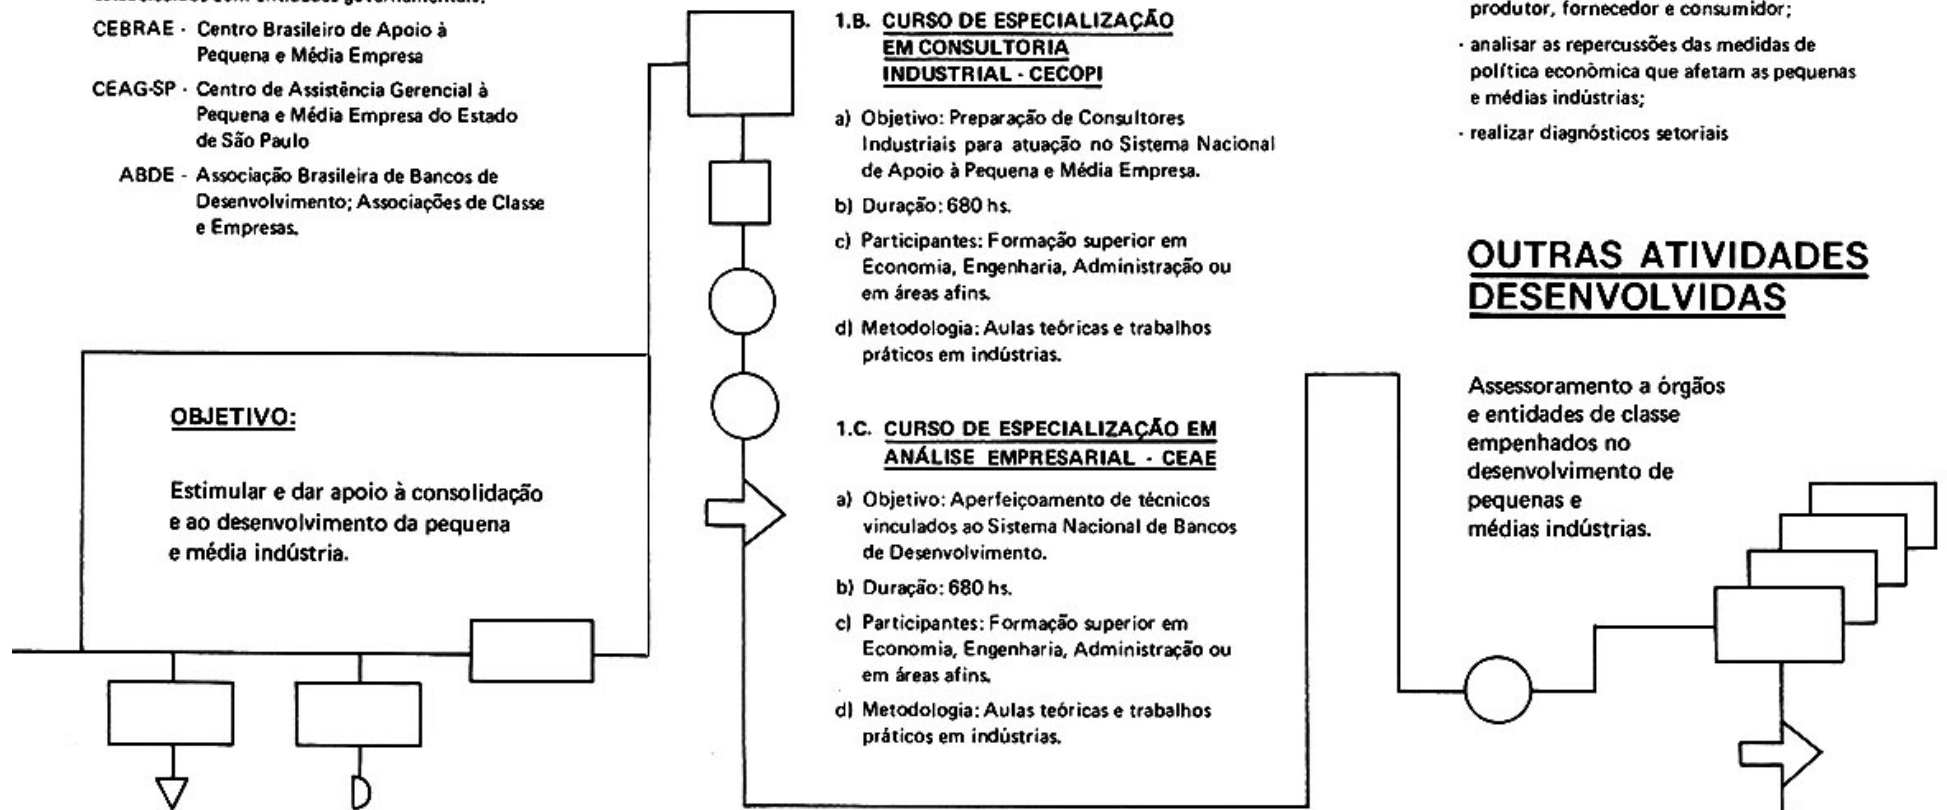 estabelecidos com entidades governamentais,
CEBRAE - Centro Brasileiro de Apoio à
Pequena e Média Empresa
CEAG-SP - Centro de Assistência Gerencial à
Pequena e Média Empresa do Estado
de São Paulo
ABDE - Associação Brasileira de Bancos de
Desenvolvimento; Associações de Classe
e Empresas.
OBJETIVO:
Estimular e dar apoio à consolidação
e ao desenvolvimento da pequena
e média indústria.
1.B. CURSO DE ESPECIALIZAÇÃO
EM CONSULTORIA
INDUSTRIAL - CECOPI
a) Objetivo: Preparação de Consultores
Industriais para atuação no Sistema Nacional
de Apoio à Pequena e Média Empresa.
b) Duração: 680 hs.
c) Participantes: Formação superior em
Economia, Engenharia, Administração ou
em áreas afins.
d) Metodologia: Aulas teóricas e trabalhos
práticos em indústrias.
1.C. CURSO DE ESPECIALIZAÇÃO EM
ANÁLISE EMPRESARIAL - CEAE
a) Objetivo: Aperfeiçoamento de técnicos
vinculados ao Sistema Nacional de Bancos
de Desenvolvimento.
b) Duração: 680 hs.
c) Participantes: Formação superior em
Economia, Engenharia, Administração ou
em áreas afins.
d) Metodologia: Aulas teóricas e trabalhos
práticos em indústrias.
produtor, fornecedor e consumidor;
- analisar as repercussões das medidas de
política econômica que afetam as pequenas
e médias indústrias;
- realizar diagnósticos setoriais
OUTRAS ATIVIDADES
DESENVOLVIDAS
Assessoramento a órgãos
e entidades de classe
empenhados no
desenvolvimento de
pequenas e
médias indústrias.